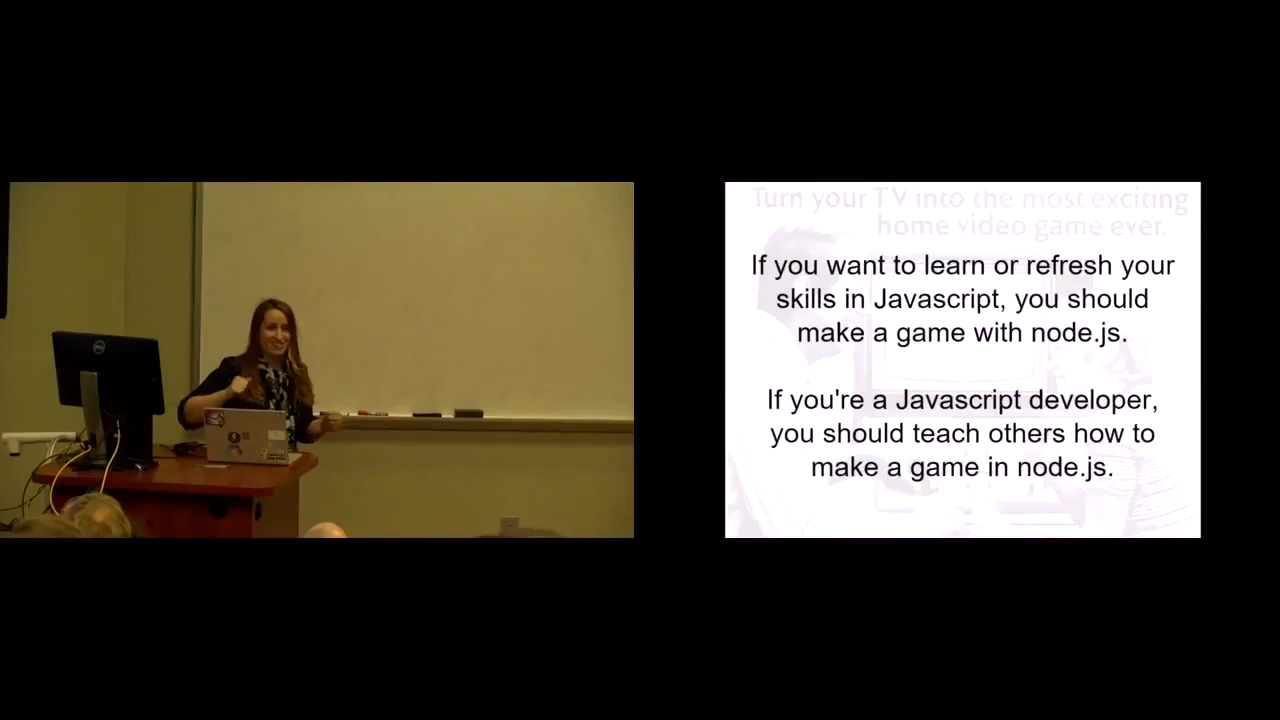 Turn your TV into the most exciting
home video game ever.
If you want to learn or refresh your
skills in Javascript, you should
make a game with node.js.
If you're a Javascript developer,
you should teach others how to
make a game in node.js.
DELL